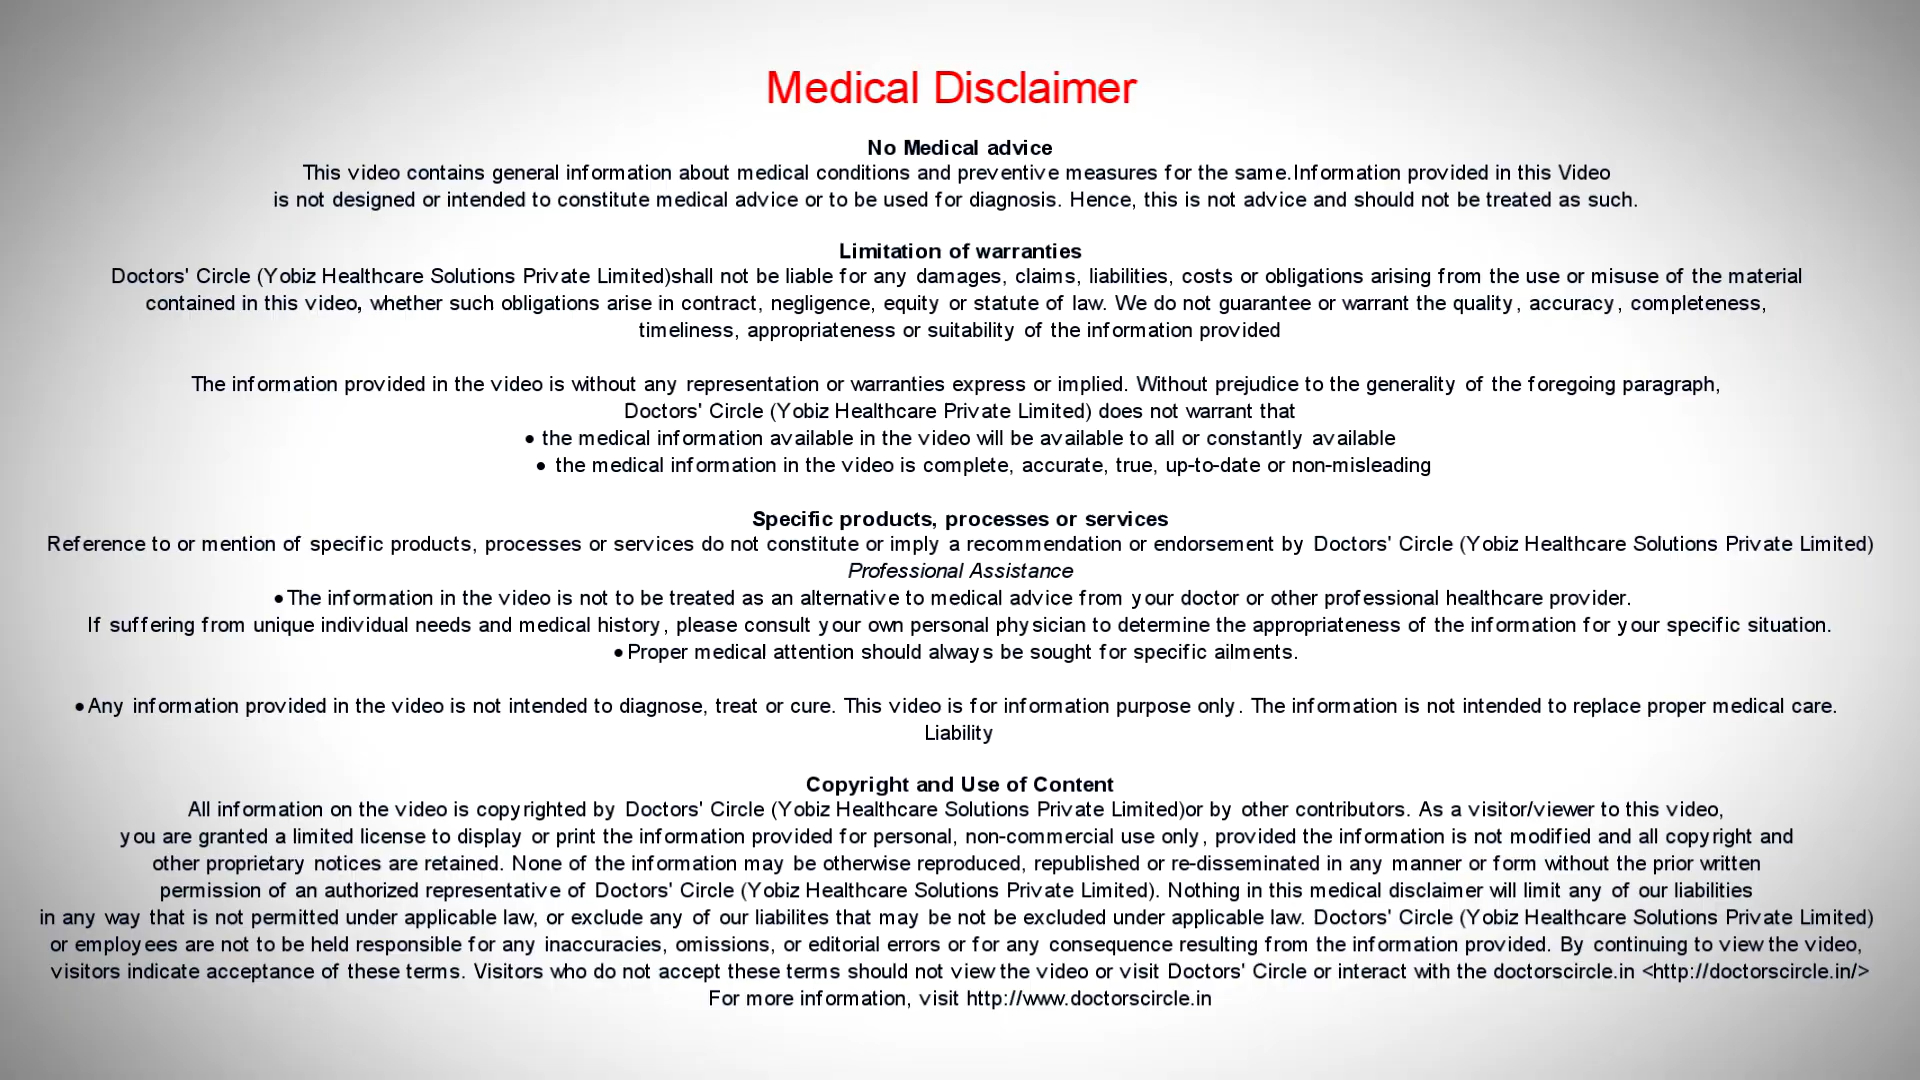 Medical Disclaimer
No Medical advice
This video contains general information about medical conditions and preventive measures for the same.Information provided in this Video
is not designed or intended to constitute medical advice or to be used for diagnosis. Hence, this is not advice and should not be treated as such.
Limitation of warranties
Doctors' Circle (Yobiz Healthcare Solutions Private Limited)shall not be liable for any damages, claims, liabilities, costs or obligations arising from the use or misuse of the material
contained in this video, whether such obligations arise in contract, negligence, equity or statute of law. We do not guarantee or warrant the quality, accuracy, completeness,
timeliness, appropriateness or suitability of the information provided
The information provided in the video is without any representation or warranties express or implied. Without prejudice to the generality of the foregoing paragraph,
Doctors' Circle (Yobiz Healthcare Private Limited) does not warrant that
● the medical information available in the video will be available to all or constantly available
● the medical information in the video is complete, accurate, true, up-to-date or non-misleading
Specific products, processes or services
Reference to or mention of specific products, processes or services do not constitute or imply a recommendation or endorsement by Doctors' Circle (Yobiz Healthcare Solutions Private Limited)
Professional Assistance
●The information in the video is not to be treated as an alternative to medical advice from your doctor or other professional healthcare provider.
If suffering from unique individual needs and medical history, please consult your own personal physician to determine the appropriateness of the information for your specific situation.
●Proper medical attention should always be sought for specific ailments.
●Any information provided in the video is not intended to diagnose, treat or cure. This video is for information purpose only. The information is not intended to replace proper medical care.
Liability
Copyright and Use of Content
All information on the video is copyrighted by Doctors' Circle (Yobiz Healthcare Solutions Private Limited)or by other contributors. As a visitor/viewer to this video,
you are granted a limited license to display or print the information provided for personal, non-commercial use only, provided the information is not modified and all copyright and
other proprietary notices are retained. None of the information may be otherwise reproduced, republished or re-disseminated in any manner or form without the prior written
permission of an authorized representative of Doctors' Circle (Yobiz Healthcare Solutions Private Limited). Nothing in this medical disclaimer will limit any of our liabilities
in any way that is not permitted under applicable law, or exclude any of our liabilites that may be not be excluded under applicable law. Doctors' Circle (Yobiz Healthcare Solutions Private Limited)
or employees are not to be held responsible for any inaccuracies, omissions, or editorial errors or for any consequence resulting from the information provided. By continuing to view the video,
visitors indicate acceptance of these terms. Visitors who do not accept these terms should not view the video or visit Doctors' Circle or interact with the doctorscircle.in <http://doctorscircle.in/>
For more information, visit http://www.doctorscircle.in